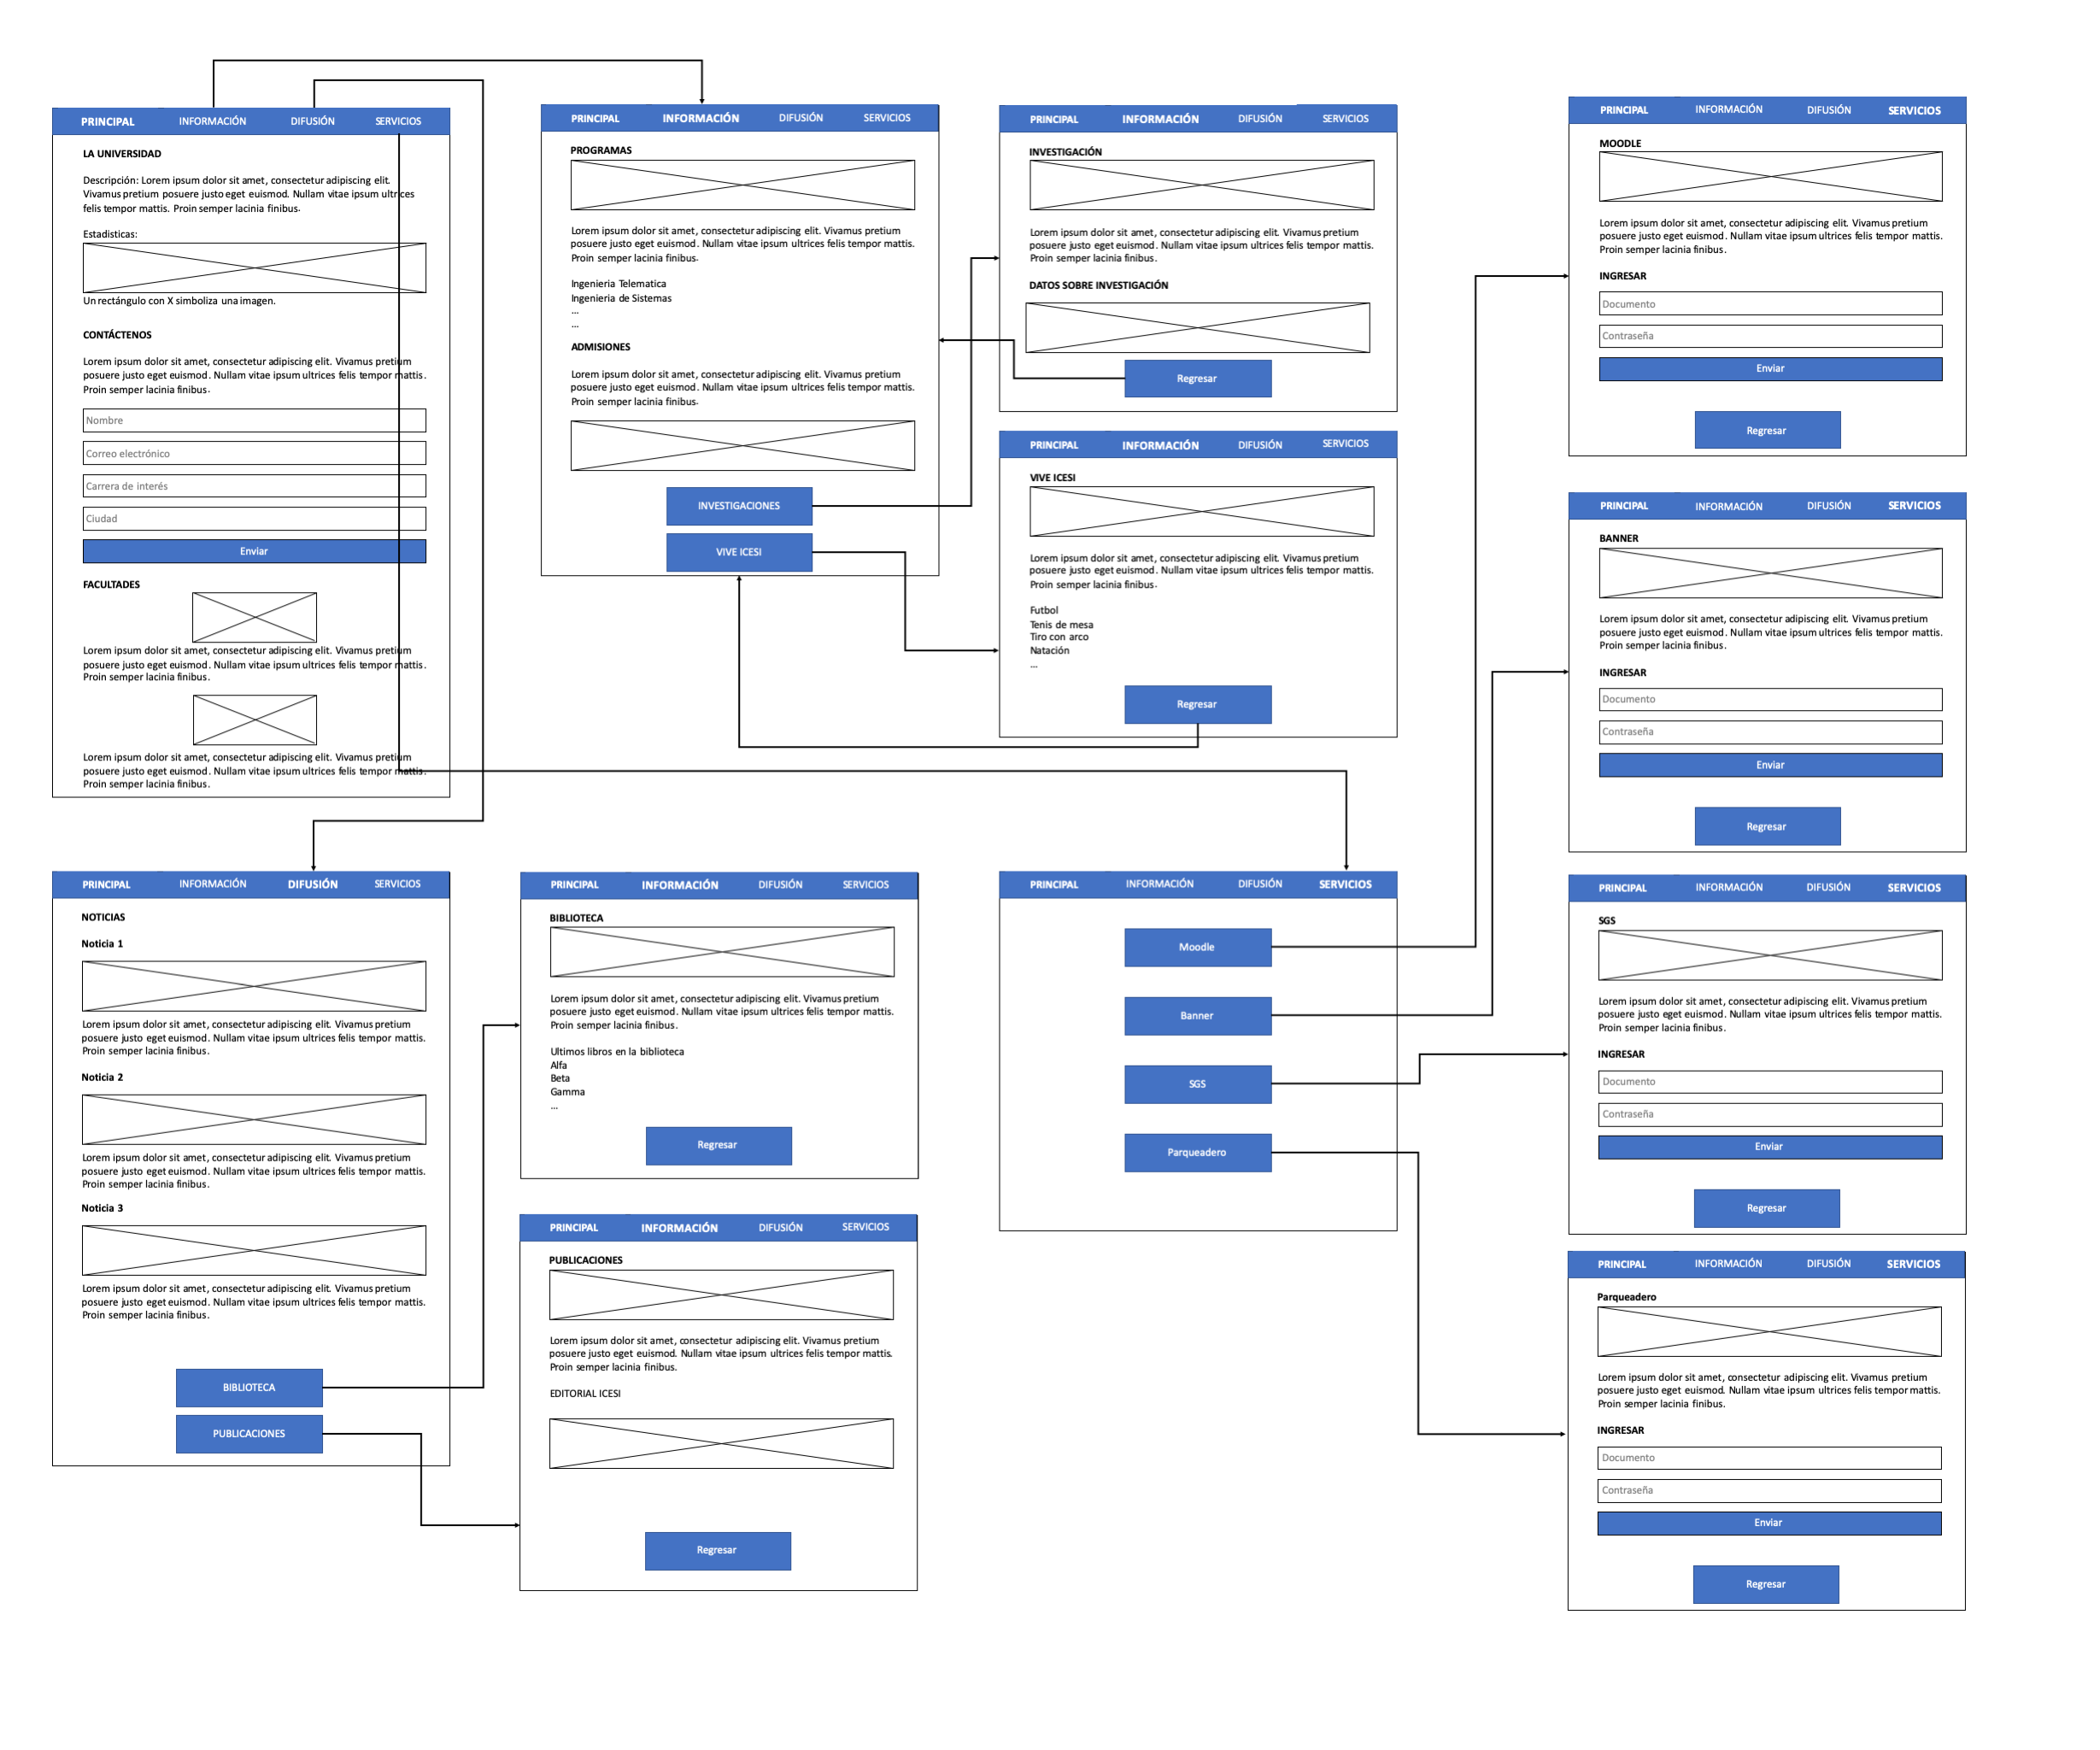 PRINCIPAL INFORMACIÓN DIFUSIÓN SERVICIOS
LA UNIVERSIDAD
Descripción: Lorem ipsum dolor sit amet, consectetur adipiscing elit.
Vivamus pretium posuere justo eget euismod. Nullam vitae ipsum ultrices
felis tempor mattis. Proin semper lacinia finibus.
Estadisticas:
Un rectángulo con X simboliza una imagen.
CONTÁCTENOS
Lorem ipsum dolor sit amet, consectetur adipiscing elit. Vivamus pretium
posuere justo eget euismod. Nullam vitae ipsum ultrices felis tempor mattis.
Proin semper lacinia finibus.
Nombre
Correo electrónico
Carrera de interés
Ciudad
Enviar
FACULTADES
Lorem ipsum dolor sit amet, consectetur adipiscing elit. Vivamus pretium
posuere justo eget euismod. Nullam vitae ipsum ultrices felis tempor mattis.
Proin semper lacinia finibus.
Lorem ipsum dolor sit amet, consectetur adipiscing elit. Vivamus pretium
posuere justo eget euismod. Nullam vitae ipsum ultrices felis tempor mattis.
Proin semper lacinia finibus.
PRINCIPAL INFORMACIÓN DIFUSIÓN SERVICIOS
PROGRAMAS
Lorem ipsum dolor sit amet, consectetur adipiscing elit. Vivamus pretium
posuere justo eget euismod. Nullam vitae ipsum ultrices felis tempor mattis.
Proin semper lacinia finibus.
Ingenieria Telematica
Ingenieria de Sistemas
...
...
ADMISIONES
Lorem ipsum dolor sit amet, consectetur adipiscing elit. Vivamus pretium
posuere justo eget euismod. Nullam vitae ipsum ultrices felis tempor mattis.
Proin semper lacinia finibus.
INVESTIGACIONES
VIVE ICESI
PRINCIPAL INFORMACIÓN DIFUSIÓN SERVICIOS
INVESTIGACIÓN
Lorem ipsum dolor sit amet, consectetur adipiscing elit. Vivamus pretium
posuere justo eget euismod. Nullam vitae ipsum ultrices felis tempor mattis.
Proin semper lacinia finibus.
DATOS SOBRE INVESTIGACIÓN
Regresar
PRINCIPAL INFORMACIÓN DIFUSIÓN SERVICIOS
VIVE ICESI
Lorem ipsum dolor sit amet, consectetur adipiscing elit. Vivamus pretium
posuere justo eget euismod. Nullam vitae ipsum ultrices felis tempor mattis.
Proin semper lacinia finibus.
Futbol
Tenis de mesa
Tiro con arco
Natación
...
Regresar
PRINCIPAL INFORMACIÓN DIFUSIÓN SERVICIOS
MOODLE
Lorem ipsum dolor sit amet, consectetur adipiscing elit. Vivamus pretium
posuere justo eget euismod. Nullam vitae ipsum ultrices felis tempor mattis.
Proin semper lacinia finibus.
INGRESAR
Documento
Contraseña
Enviar
Regresar
PRINCIPAL INFORMACIÓN DIFUSIÓN SERVICIOS
BANNER
Lorem ipsum dolor sit amet, consectetur adipiscing elit. Vivamus pretium
posuere justo eget euismod. Nullam vitae ipsum ultrices felis tempor mattis.
Proin semper lacinia finibus.
INGRESAR
Documento
Contraseña
Enviar
Regresar
PRINCIPAL INFORMACIÓN DIFUSIÓN SERVICIOS
NOTICIAS
Noticia 1
Lorem ipsum dolor sit amet, consectetur adipiscing elit. Vivamus pretium
posuere justo eget euismod. Nullam vitae ipsum ultrices felis tempor mattis.
Proin semper lacinia finibus.
Noticia 2
Lorem ipsum dolor sit amet, consectetur adipiscing elit. Vivamus pretium
posuere justo eget euismod. Nullam vitae ipsum ultrices felis tempor mattis.
Proin semper lacinia finibus.
Noticia 3
Lorem ipsum dolor sit amet, consectetur adipiscing elit. Vivamus pretium
posuere justo eget euismod. Nullam vitae ipsum ultrices felis tempor mattis.
Proin semper lacinia finibus.
BIBLIOTECA
PUBLICACIONES
PRINCIPAL INFORMACIÓN DIFUSIÓN SERVICIOS
BIBLIOTECA
Lorem ipsum dolor sit amet, consectetur adipiscing elit. Vivamus pretium
posuere justo eget euismod. Nullam vitae ipsum ultrices felis tempor mattis.
Proin semper lacinia finibus.
Ultimos libros en la biblioteca
Alfa
Beta
Gamma
...
Regresar
PRINCIPAL INFORMACIÓN DIFUSIÓN SERVICIOS
PUBLICACIONES
Lorem ipsum dolor sit amet, consectetur adipiscing elit. Vivamus pretium
posuere justo eget euismod. Nullam vitae ipsum ultrices felis tempor mattis.
Proin semper lacinia finibus.
EDITORIAL ICESI
Regresar
PRINCIPAL INFORMACIÓN DIFUSIÓN SERVICIOS
Moodle
Banner
SGS
Parqueadero
PRINCIPAL INFORMACIÓN DIFUSIÓN SERVICIOS
SGS
Lorem ipsum dolor sit amet, consectetur adipiscing elit. Vivamus pretium
posuere justo eget euismod. Nullam vitae ipsum ultrices felis tempor mattis.
Proin semper lacinia finibus.
INGRESAR
Documento
Contraseña
Enviar
Regresar
PRINCIPAL INFORMACIÓN DIFUSIÓN SERVICIOS
Parqueadero
Lorem ipsum dolor sit amet, consectetur adipiscing elit. Vivamus pretium
posuere justo eget euismod. Nullam vitae ipsum ultrices felis tempor mattis.
Proin semper lacinia finibus.
INGRESAR
Documento
Contraseña
Enviar
Regresar